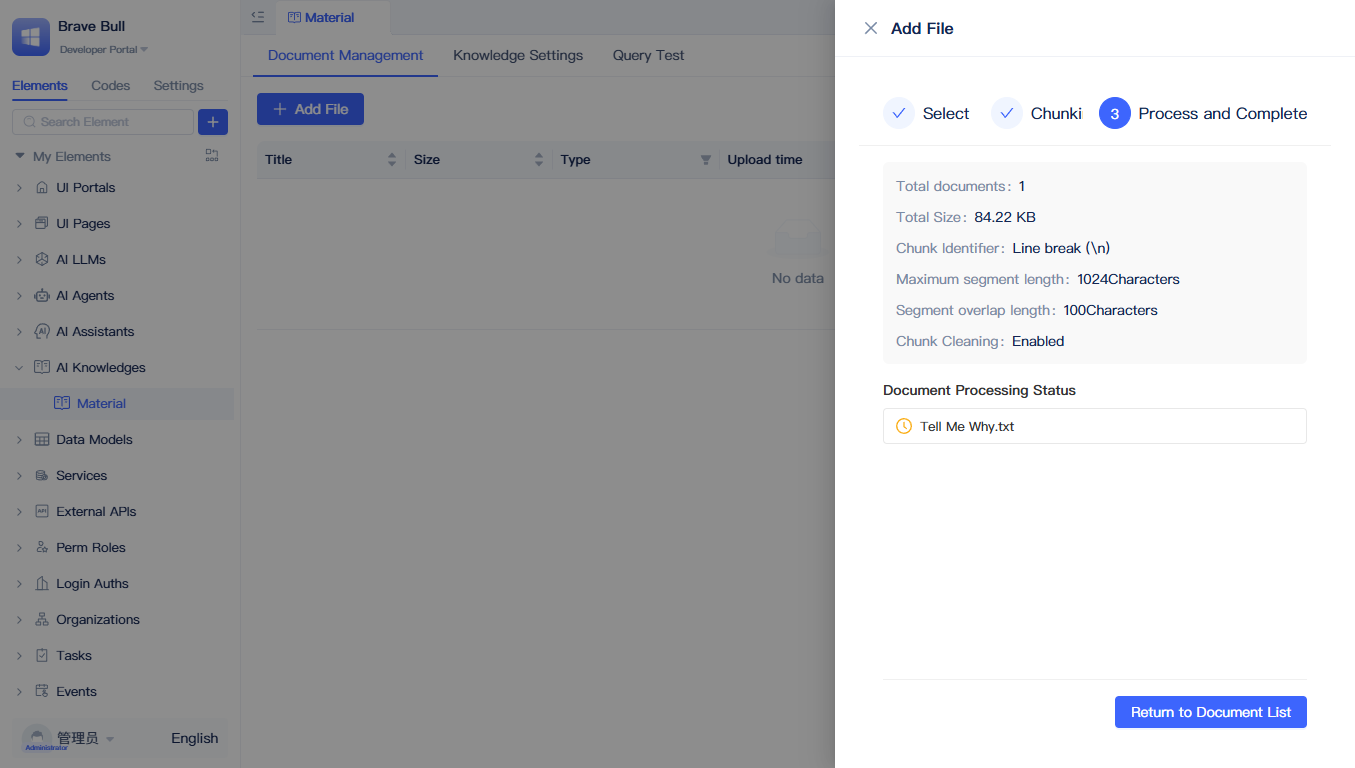 Brave Bull
Developer Portal
Elements Codes Settings
Search Element
My Elements
UI Portals
UI Pages
AI LLMs
AI Agents
AI Assistants
AI Knowledges
Material
Data Models
Services
External APIs
Perm Roles
Login Auths
Organizations
Tasks
Events
管理员
Administrator
English
Material
Document Management Knowledge Settings Query Test
Add File
Title Size Type Upload time
No data
Add File
Select Chunki 3 Process and Complete
Total documents: 1
Total Size: 84.22 KB
Chunk Identifier: Line break (\n)
Maximum segment length: 1024Characters
Segment overlap length: 100Characters
Chunk Cleaning: Enabled
Document Processing Status
Tell Me Why.txt
Return to Document List